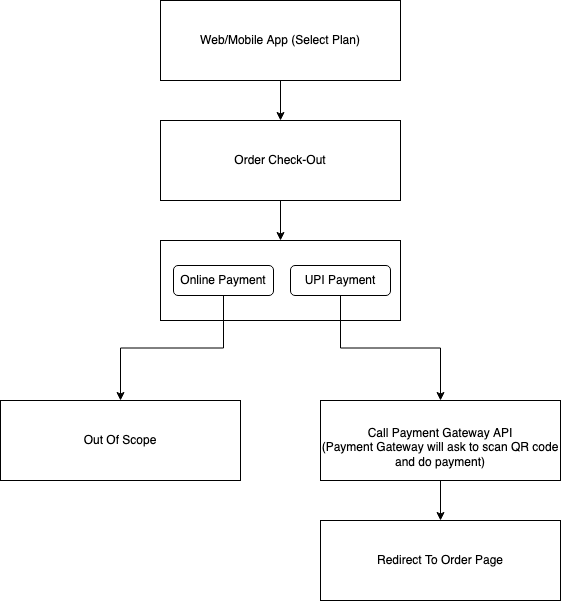 Web/Mobile App (Select Plan)
Order Check-Out
Online Payment
UPI Payment
Out Of Scope
Call Payment Gateway API
(Payment Gateway will ask to scan QR code
and do payment)
Redirect To Order Page